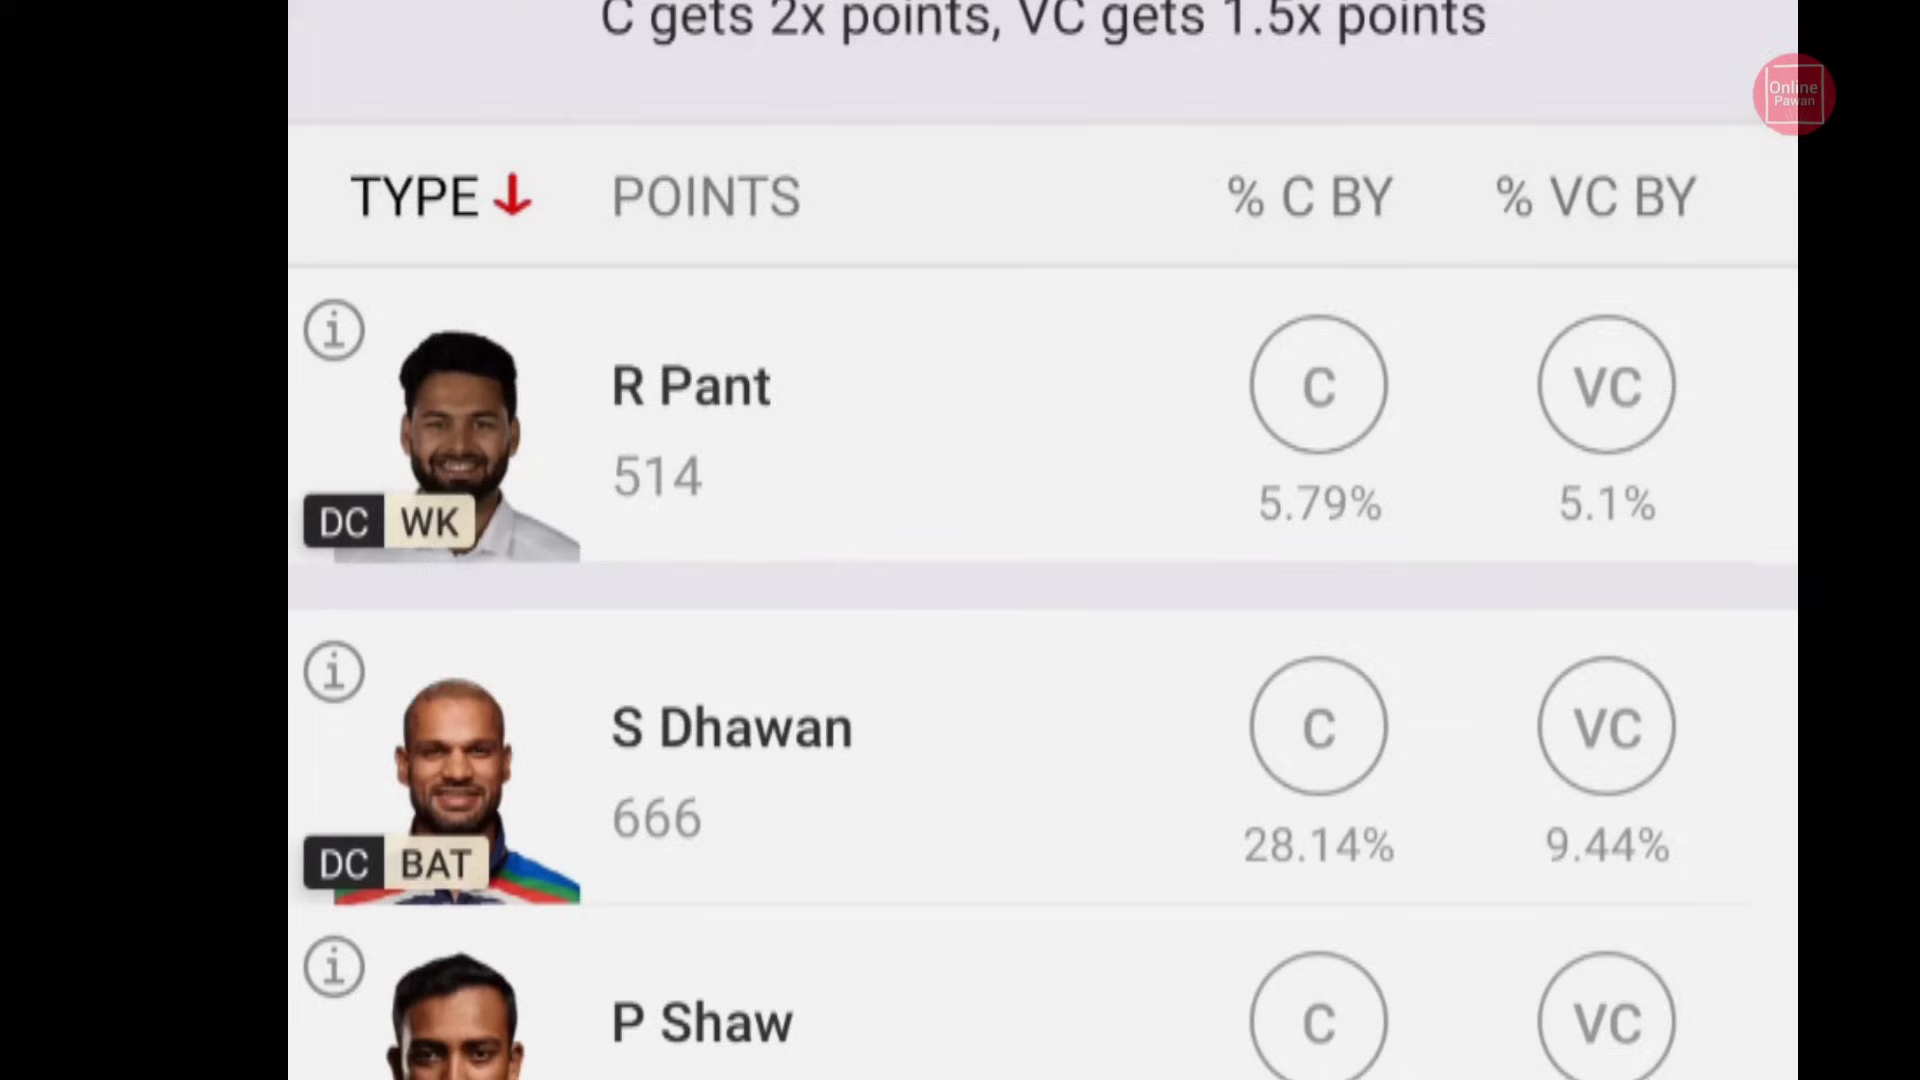 C gets 2x points, VC gets 1.5x points
Online
Pawan
TYPE ↓ POINTS % C BY % VC BY
i
R Pant C VC
514 5.79% 5.1%
DC WK
i
S Dhawan C VC
666 28.14% 9.44%
DC BAT
i
P Shaw C VC